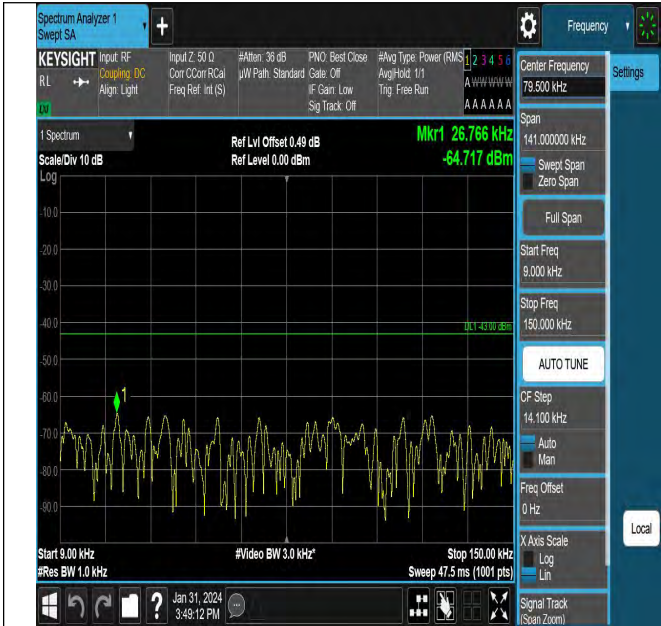 Spectrum Analyzer 1
Swept SA
+
Frequency
KEYSIGHT
RL
Input: RF
Coupling: DC
Align: Light
Input Z: 50 Ω
Corr CCorr RCal
Freq Ref: Int (S)
#Atten: 36 dB
µW Path: Standard
PNO: Best Close
Gate: Off
IF Gain: Low
Sig Track: Off
#Avg Type: Power (RMS
Avg|Hold: 1/1
Trig: Free Run
1 2 3 4 5 6
A W W W W W
A A A A A A
1 Spectrum
Scale/Div 10 dB
Log
Ref Lvl Offset 0.49 dB
Ref Level 0.00 dBm
Mkr1 26.766 kHz
-64.717 dBm
-10.0
-20.0
-30.0
-40.0
-50.0
-60.0
-70.0
-80.0
-90.0
DL1 -43.00 dBm
1
Start 9.00 kHz
#Res BW 1.0 kHz
#Video BW 3.0 kHz*
Stop 150.00 kHz
Sweep 47.5 ms (1001 pts)
Center Frequency
79.500 kHz
Settings
Span
141.000000 kHz
Swept Span
Zero Span
Full Span
Start Freq
9.000 kHz
Stop Freq
150.000 kHz
AUTO TUNE
CF Step
14.100 kHz
Auto
Man
Freq Offset
0 Hz
X Axis Scale
Log
Lin
Local
Signal Track
(Span Zoom)
?
Jan 31, 2024
3:49:12 PM